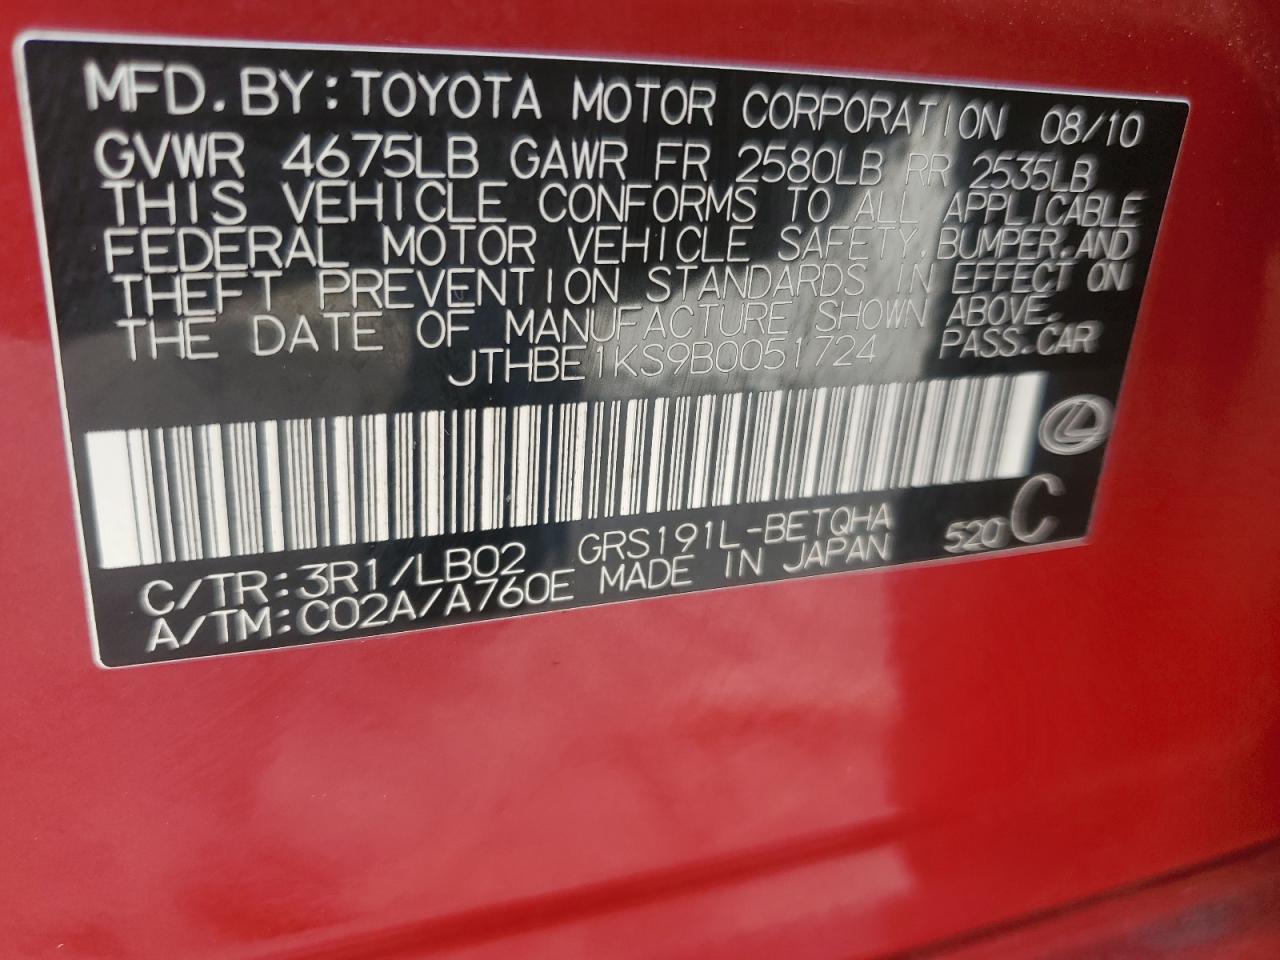 MFD. BY: TOYOTA MOTOR CORPORATION 08/10
GVWR 4675LB GAWR FR 2580LB RR 2535LB
THIS VEHICLE CONFORMS TO ALL APPLICABLE
FEDERAL MOTOR VEHICLE SAFETY, BUMPER, AND
THEFT PREVENTION STANDARDS IN EFFECT ON
THE DATE OF MANUFACTURE SHOWN ABOVE.
JTHBE1KS9B0051724 PASS. CAR
C/TR: 3R1/LB02 GRS191L-BETQHA 520 C
A/TM: C02A/A760E MADE IN JAPAN